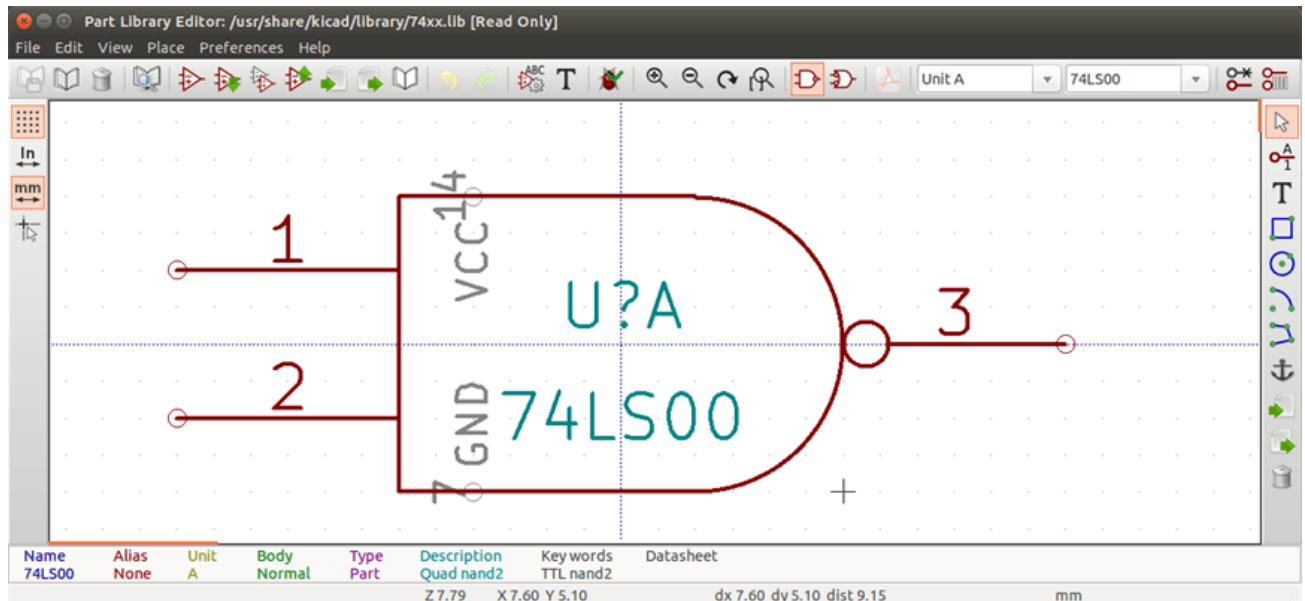 Part Library Editor: /usr/share/kicad/library/74xx.lib [Read Only]
File Edit View Place Preferences Help
ABC T Unit A 74LS00
A
1
In
mm
T
14
VCC
1
U?A
3
2
GND
74LS00
7
Name Alias Unit Body Type Description Key words Datasheet
74LS00 None A Normal Part Quad nand2 TTL nand2
Z 7.79 X 7.60 Y 5.10 dx 7.60 dy 5.10 dist 9.15 mm